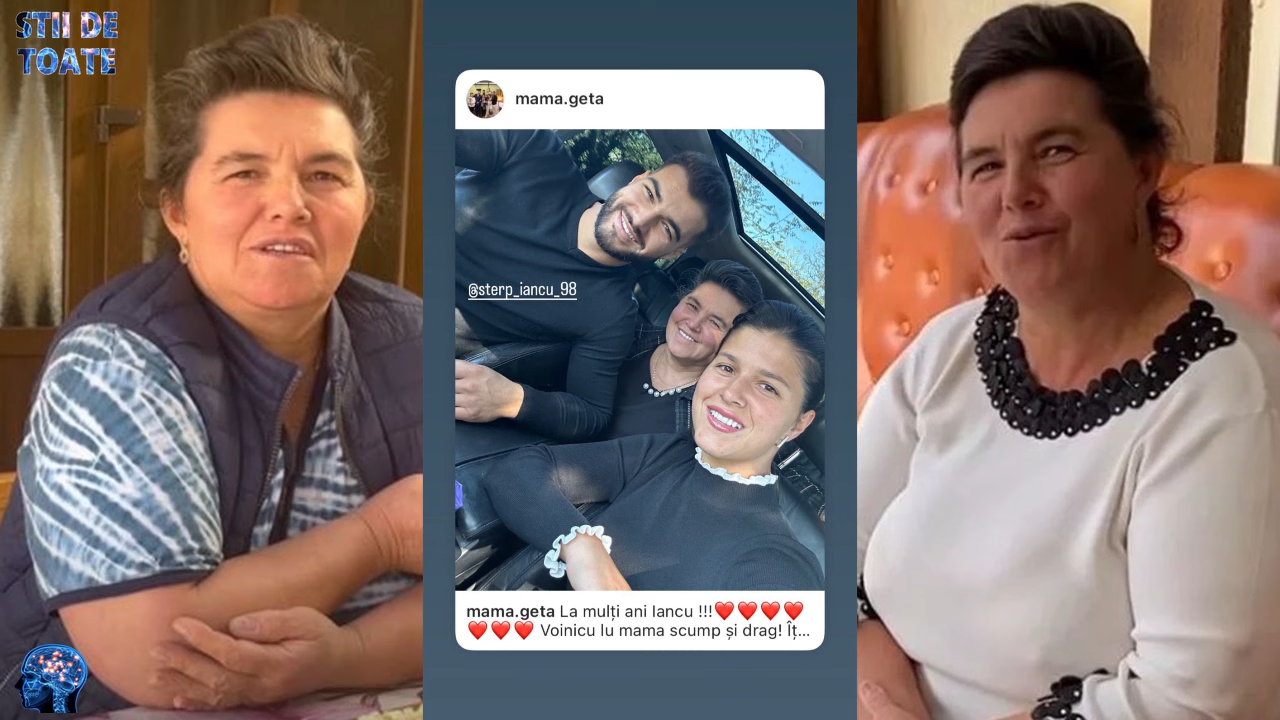 STII DE
TOATE
mama.geta
@sterp_iancu_98
mama.geta La mulți ani Iancu !!!❤️❤️❤️❤️
❤️❤️❤️ Voinicu lu mama scump și drag! Îț...